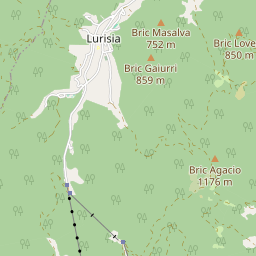 Bric Masalva
752 m
Lurisia
Bric Love
850 m
Bric Gaiurri
859 m
Bric Agacio
1176 m